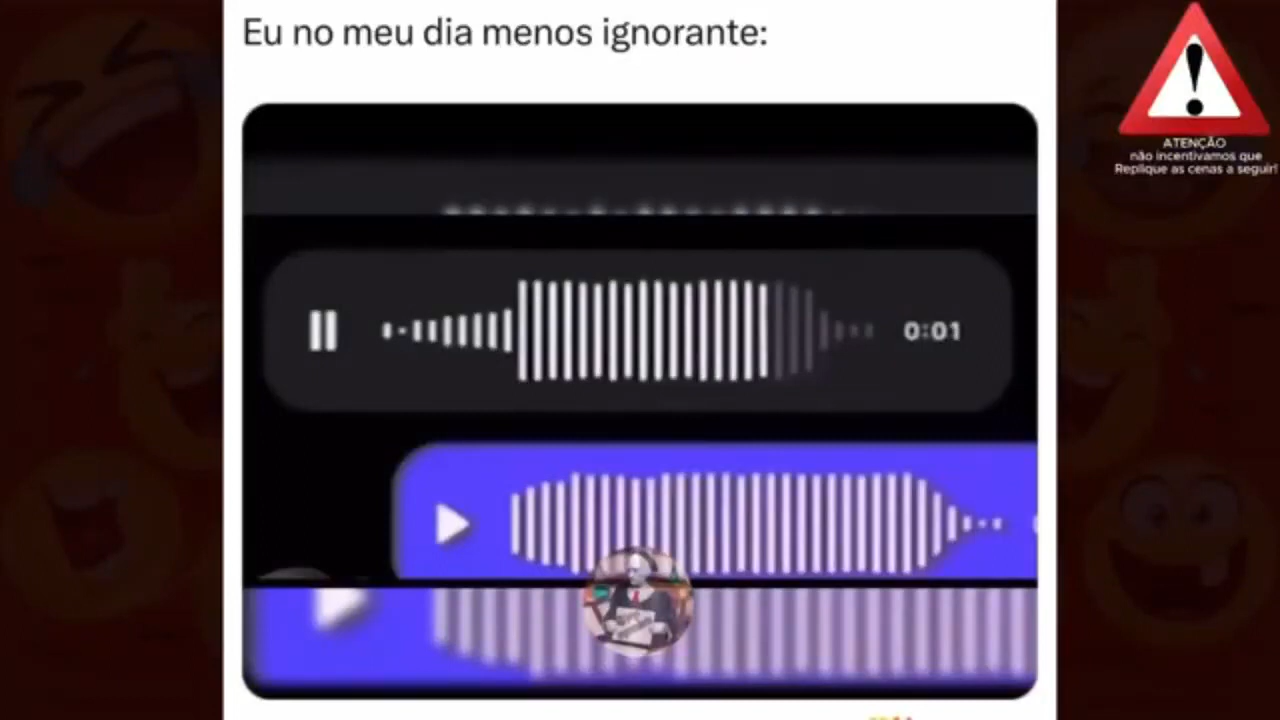 Eu no meu dia menos ignorante:
ATENÇÃO
não incentivamos que
Replique as cenas a seguir!
0:01